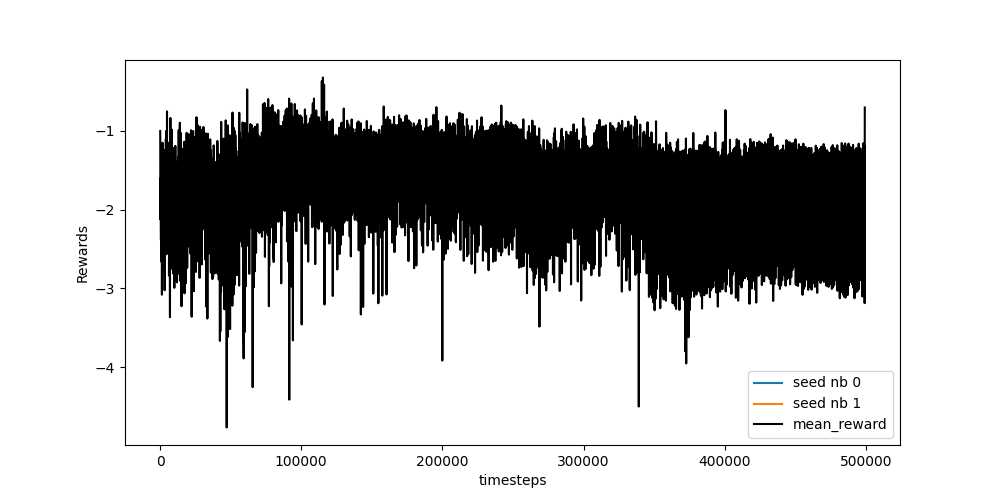 −1
−2
−3
−4
Rewards
0
100000
200000
300000
400000
500000
timesteps
seed nb 0
seed nb 1
mean_reward